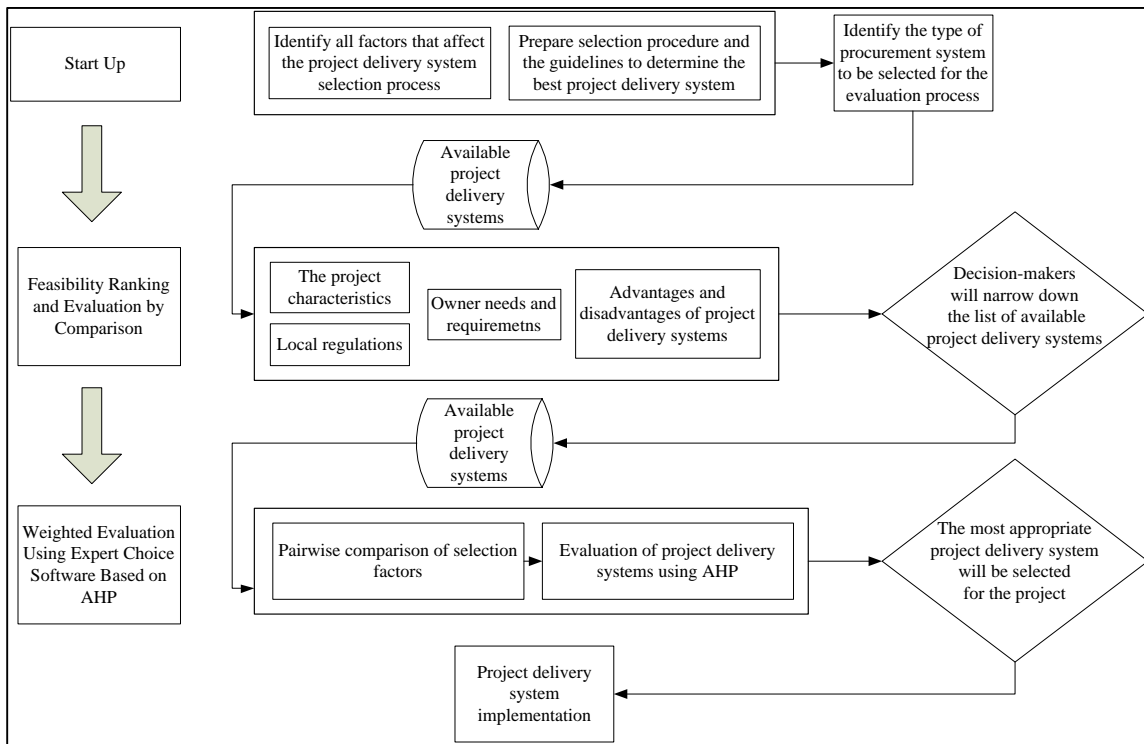 Start Up
Identify all factors that affect
the project delivery system
selection process
Prepare selection procedure and
the guidelines to determine the
best project delivery system
Identify the type of
procurement system
to be selected for the
evaluation process
Available
project
delivery
systems
Feasibility Ranking
and Evaluation by
Comparison
The project
characteristics
Local regulations
Owner needs and
requiremetns
Advantages and
disadvantages of project
delivery systems
Decision-makers
will narrow down
the list of available
project delivery systems
Available
project
delivery
systems
Weighted Evaluation
Using Expert Choice
Software Based on
AHP
Pairwise comparison of selection
factors
Evaluation of project delivery
systems using AHP
The most appropriate
project delivery system
will be selected
for the project
Project delivery
system
implementation